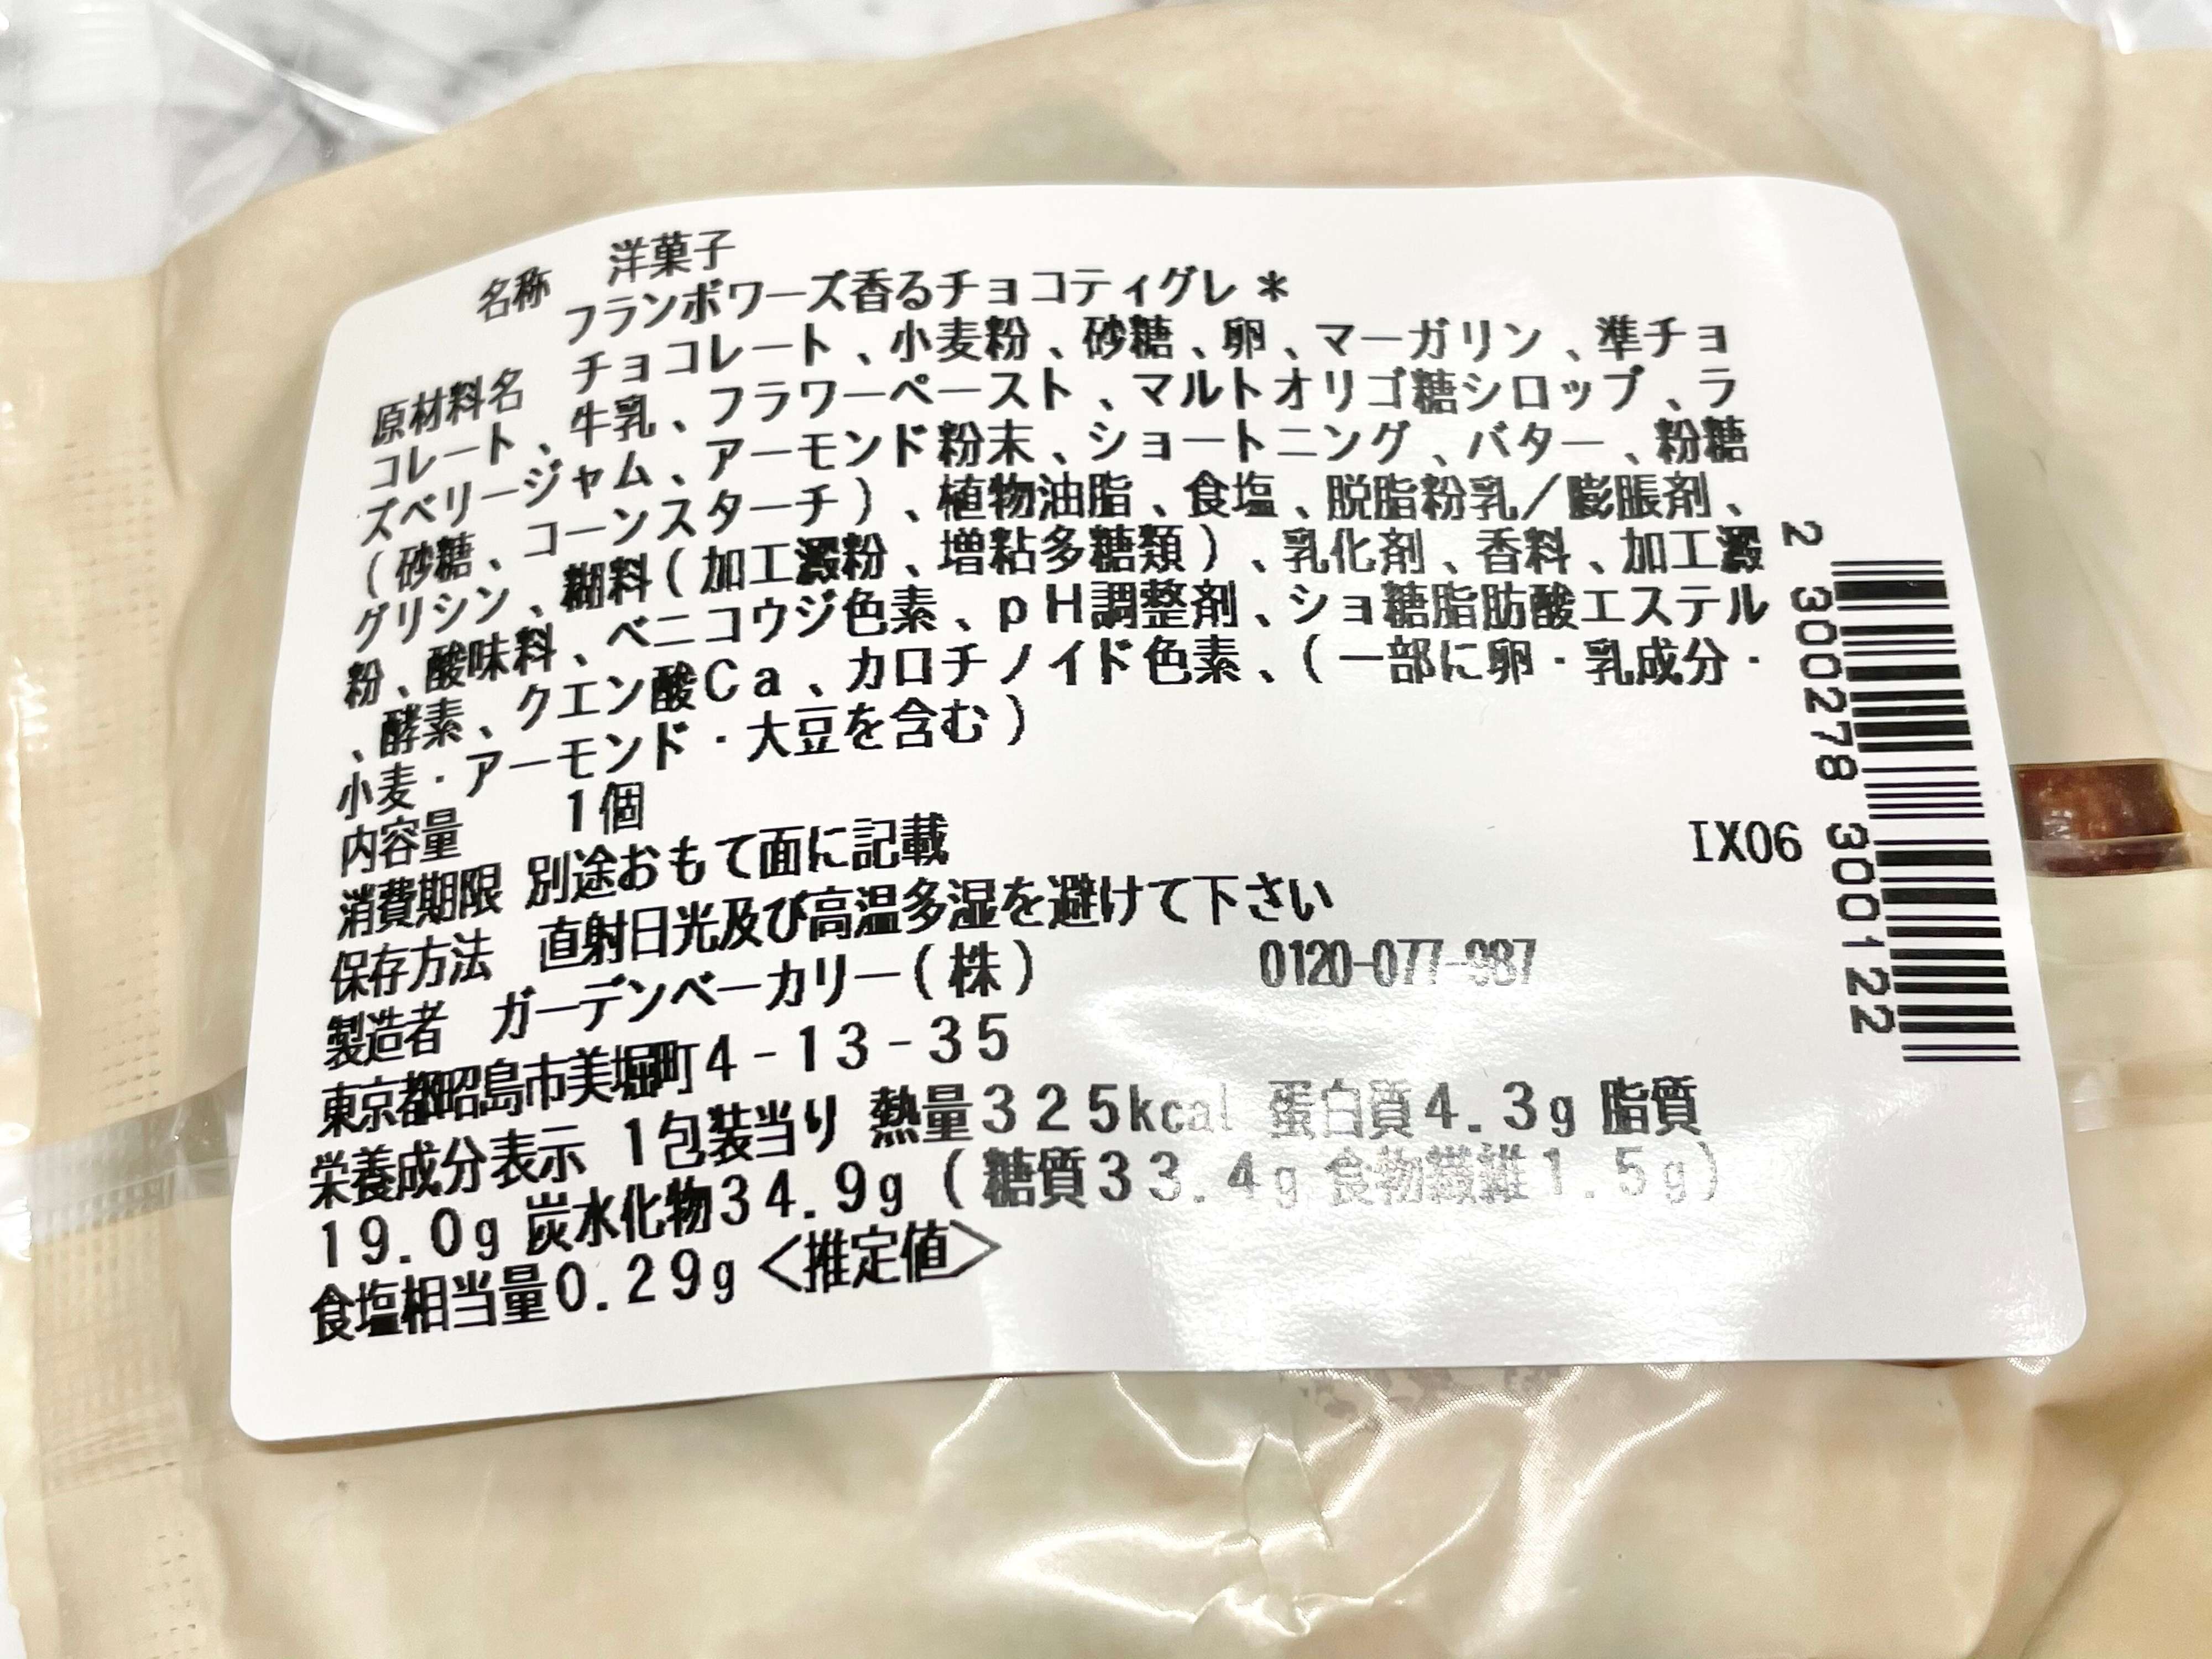 名称 洋菓子
フランボワーズ香るチョコティグレ＊
原材料名 チョコレート、小麦粉、砂糖、卵、マーガリン、準チョ
コレート、牛乳、フラワーペースト、マルトオリゴ糖シロップ、ラ
ズベリージャム、アーモンド粉末、ショートニング、バター、粉糖
(砂糖、コーンスターチ)、植物油脂、食塩、脱脂粉乳／膨脹剤、
グリシン、糊料(加工澱粉、増粘多糖類)、乳化剤、香料、加工澱
粉、酸味料、ベニコウジ色素、pH調整剤、ショ糖脂肪酸エステル
、酵素、クエン酸Ca、カロチノイド色素、(一部に卵・乳成分・
小麦・アーモンド・大豆を含む)
内容量 1個
消費期限 別途おもて面に記載
IX06
保存方法 直射日光及び高温多湿を避けて下さい
製造者 ガーデンベーカリー(株) 0120-077-987
東京都昭島市美堀町4-13-35
栄養成分表示 1包装当り 熱量325kcal 蛋白質4.3g 脂質
19.0g 炭水化物34.9g (糖質33.4g 食物繊維1.5g)
食塩相当量0.29g＜推定値＞
2 300278 300122